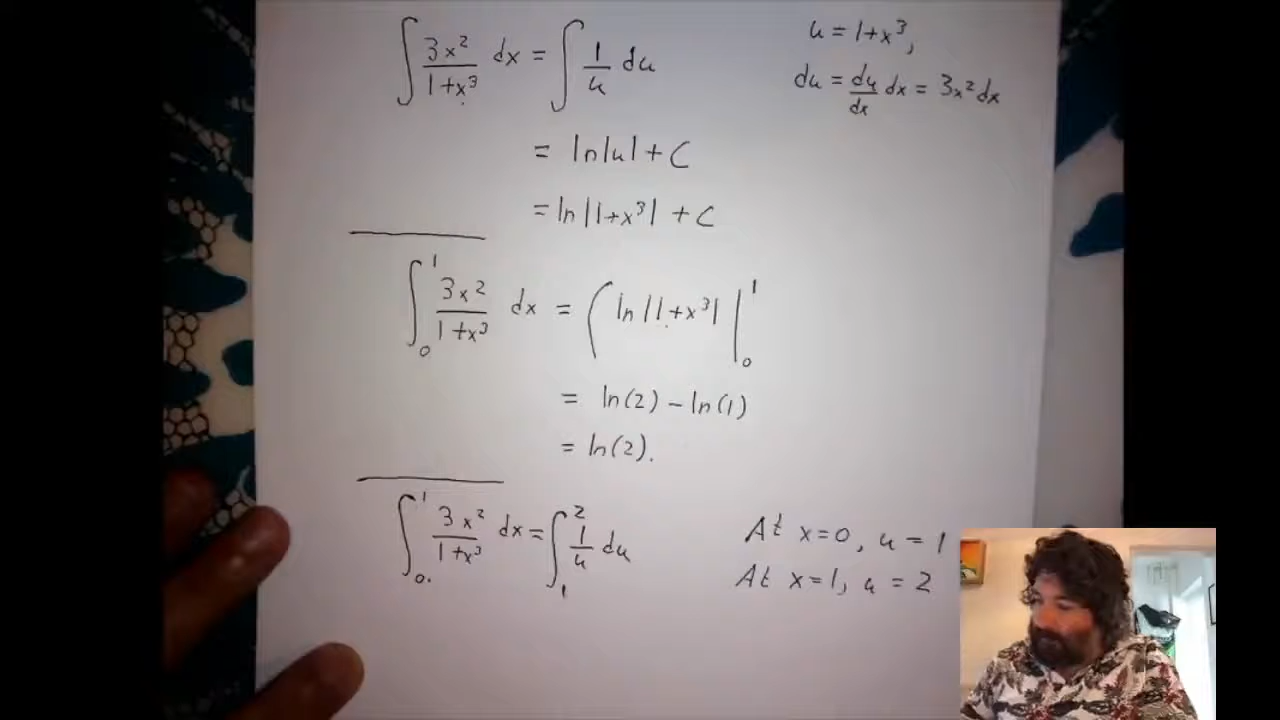 ∫ 3x²/(1+x³) dx = ∫ 1/u du
u = 1+x³,
du = du/dx dx = 3x² dx
= ln|u| + C
= ln|1+x³| + C
∫₀¹ 3x²/(1+x³) dx = ( ln|1+x³| |₀¹
= ln(2) − ln(1)
= ln(2).
∫₀¹ 3x²/(1+x³) dx = ∫₁² 1/u du
At x=0, u = 1
At x=1, u = 2